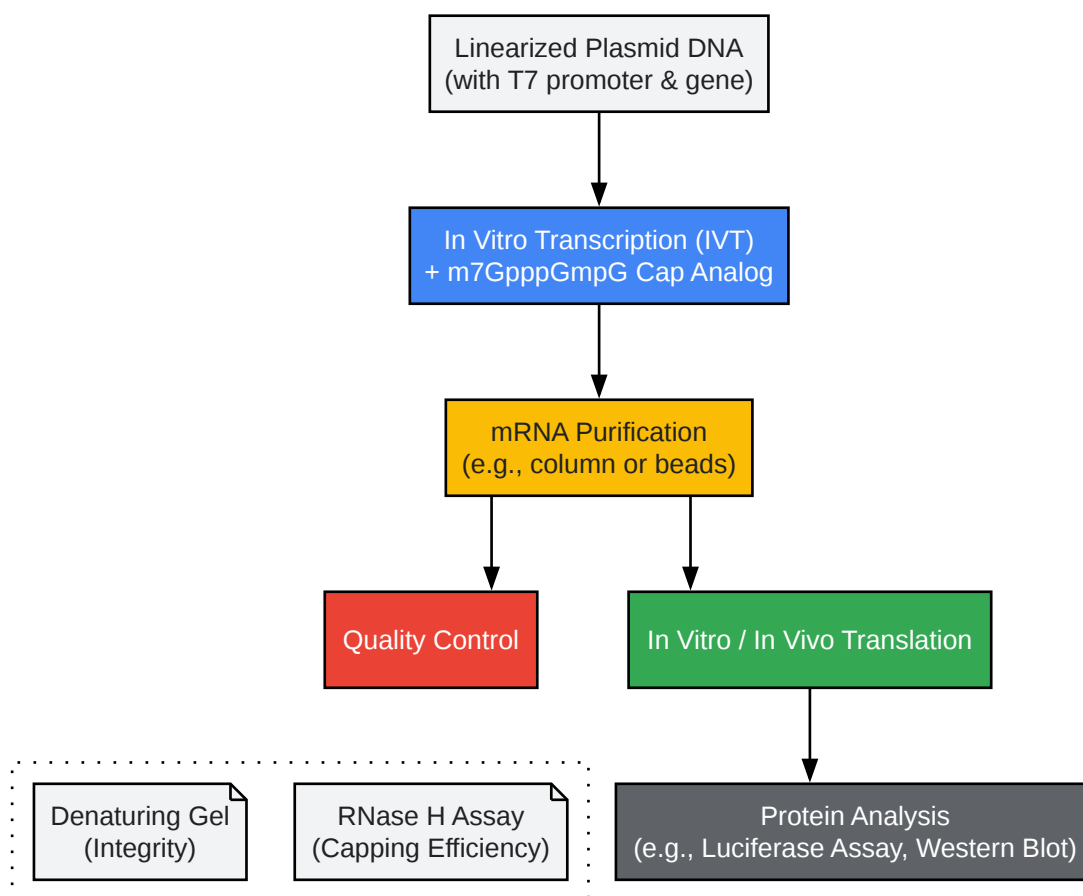 Linearized Plasmid DNA
(with T7 promoter & gene)
In Vitro Transcription (IVT)
+ m7GpppGmpG Cap Analog
mRNA Purification
(e.g., column or beads)
Quality Control
In Vitro / In Vivo Translation
Denaturing Gel
(Integrity)
RNase H Assay
(Capping Efficiency)
Protein Analysis
(e.g., Luciferase Assay, Western Blot)